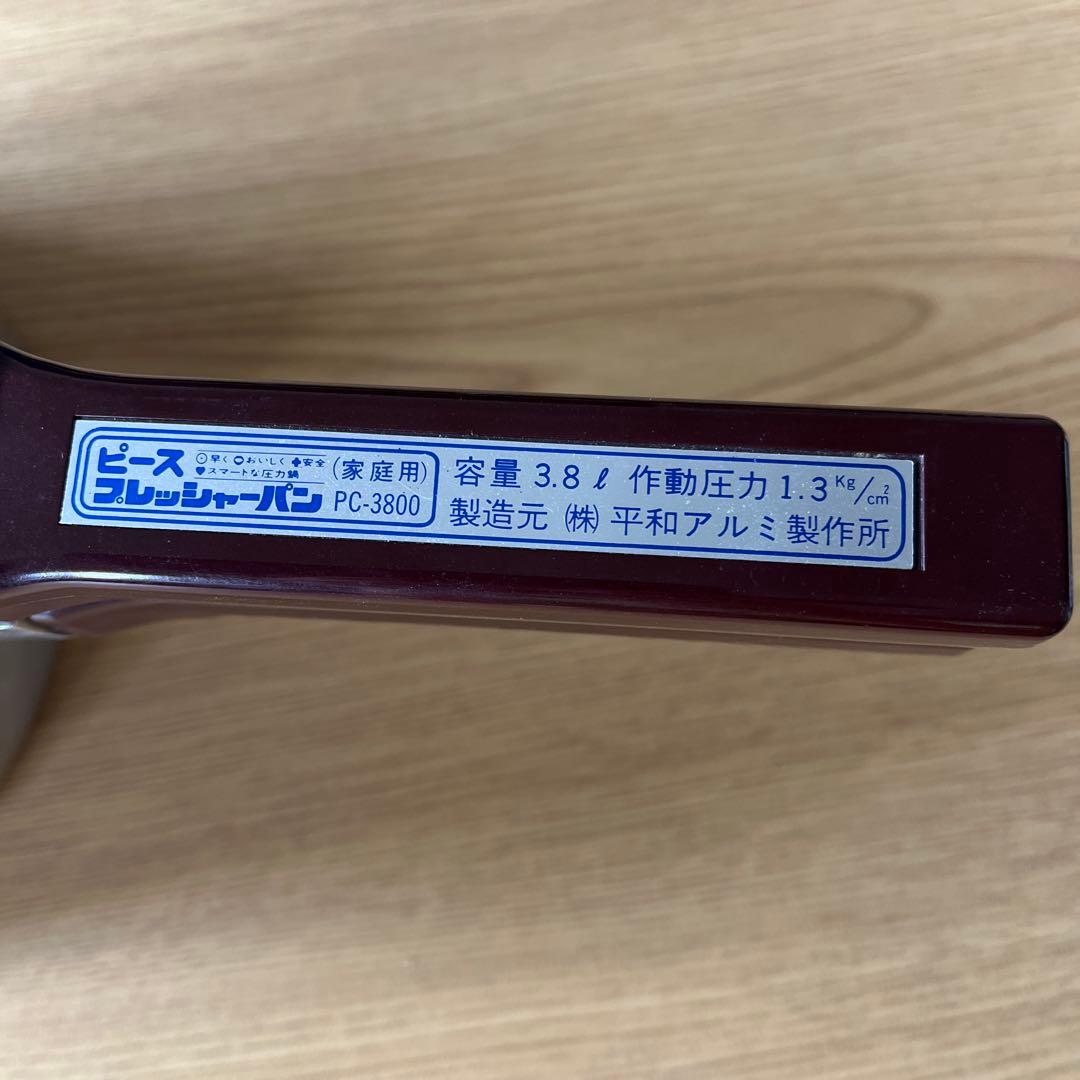 ピース ⊙早く●おいしく✚安全
♥スマートな圧力鍋
プレッシャーパン
(家庭用)
PC-3800
容量 3.8ℓ 作動圧力 1.3 Kg/cm²
製造元 (株) 平和アルミ製作所